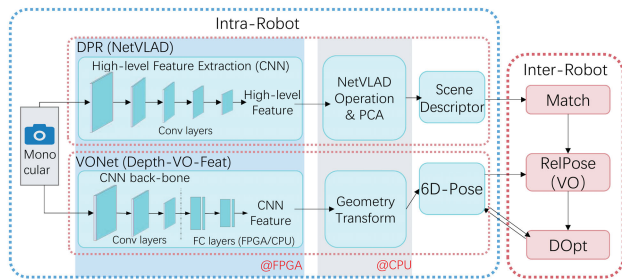 Intra-Robot
DPR (NetVLAD)
High-level Feature Extraction (CNN)
High-level
Feature
Conv layers
NetVLAD
Operation
& PCA
Scene
Descriptor
Mono
cular
VONet (Depth-VO-Feat)
CNN back-bone
CNN
Feature
Conv layers
FC layers (FPGA/CPU)
Geometry
Transform
6D-Pose
@FPGA
@CPU
Inter-Robot
Match
RelPose
(VO)
DOpt